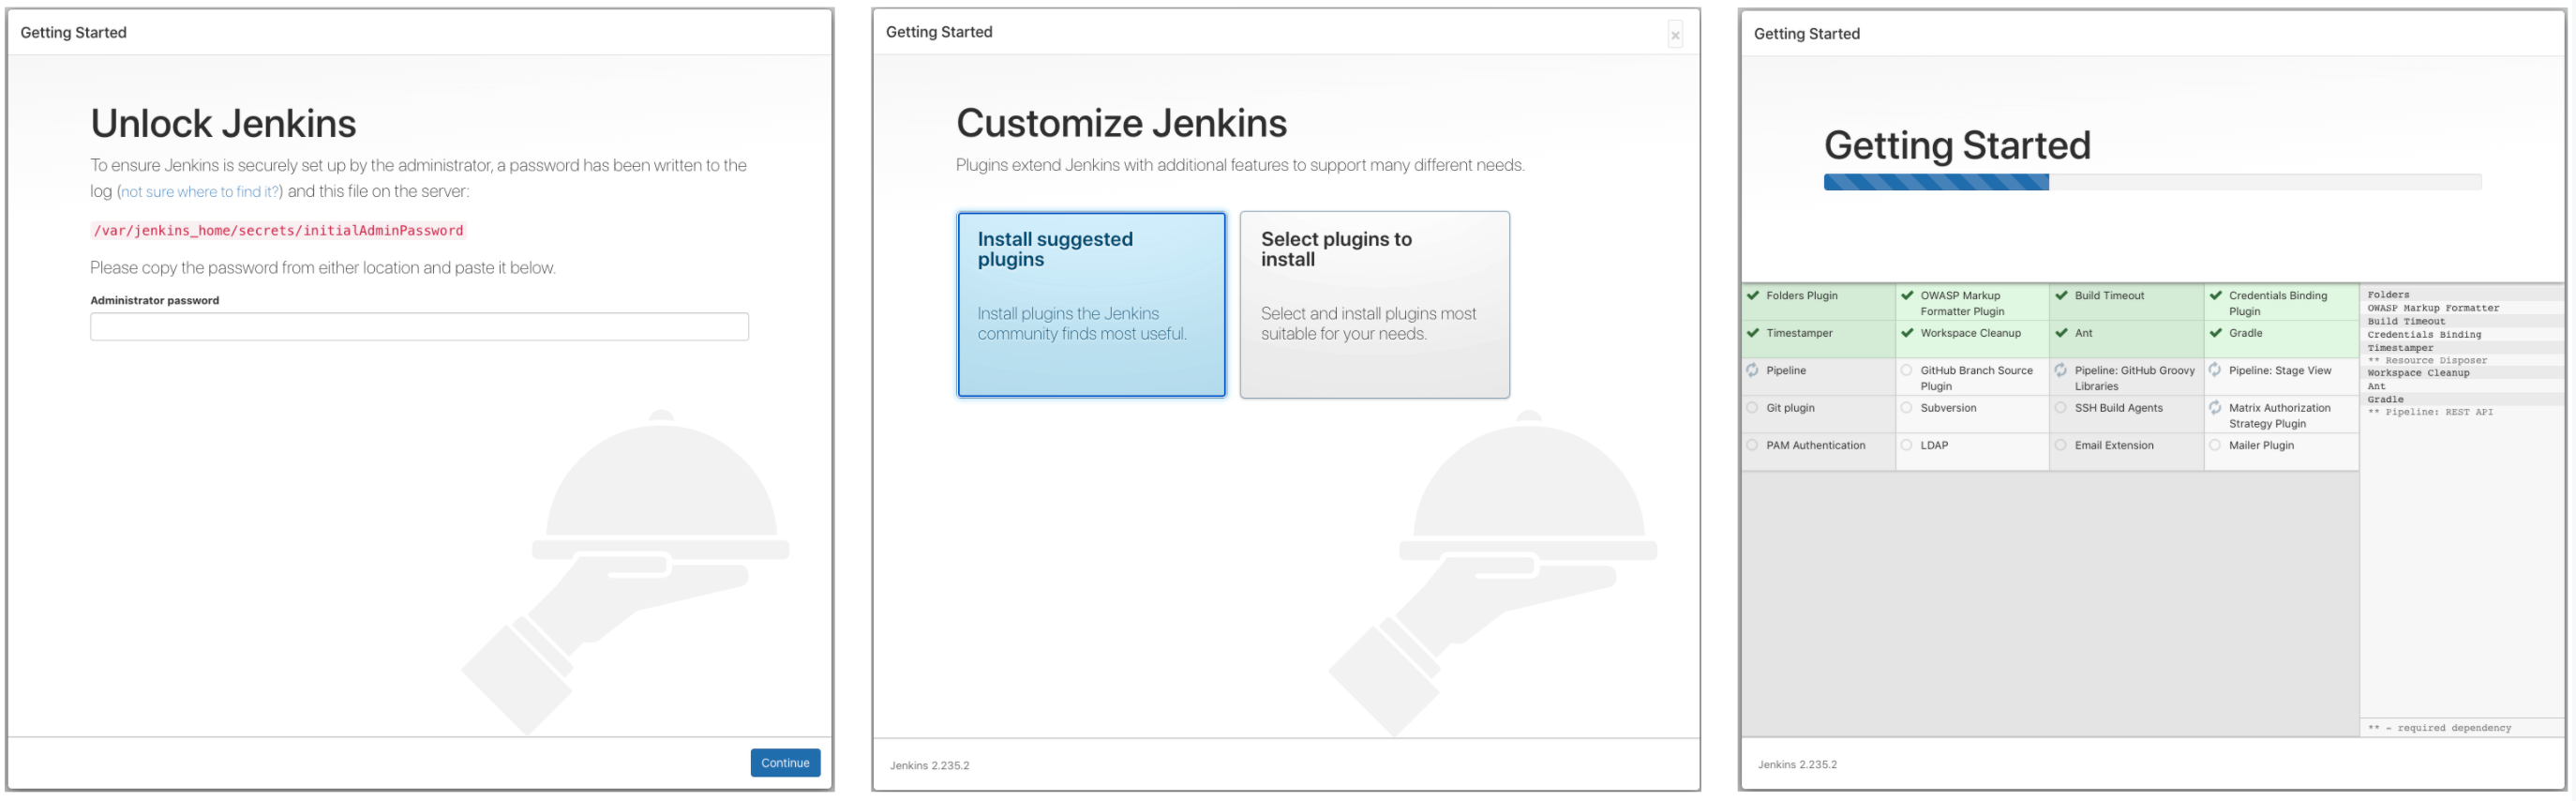 Getting Started
Unlock Jenkins
To ensure Jenkins is securely set up by the administrator, a password has been written to the
log (not sure where to find it?) and this file on the server:
/var/jenkins_home/secrets/initialAdminPassword
Please copy the password from either location and paste it below.
Administrator password
Continue
Getting Started
×
Customize Jenkins
Plugins extend Jenkins with additional features to support many different needs.
Install suggested
plugins
Install plugins the Jenkins
community finds most useful.
Select plugins to
install
Select and install plugins most
suitable for your needs.
Jenkins 2.235.2
Getting Started
Getting Started
Folders Plugin
OWASP Markup
Formatter Plugin
Build Timeout
Credentials Binding
Plugin
Timestamper
Workspace Cleanup
Ant
Gradle
Pipeline
GitHub Branch Source
Plugin
Pipeline: GitHub Groovy
Libraries
Pipeline: Stage View
Git plugin
Subversion
SSH Build Agents
Matrix Authorization
Strategy Plugin
PAM Authentication
LDAP
Email Extension
Mailer Plugin
Folders
OWASP Markup Formatter
Build Timeout
Credentials Binding
Timestamper
** Resource Disposer
Workspace Cleanup
Ant
Gradle
** Pipeline: REST API
** - required dependency
Jenkins 2.235.2